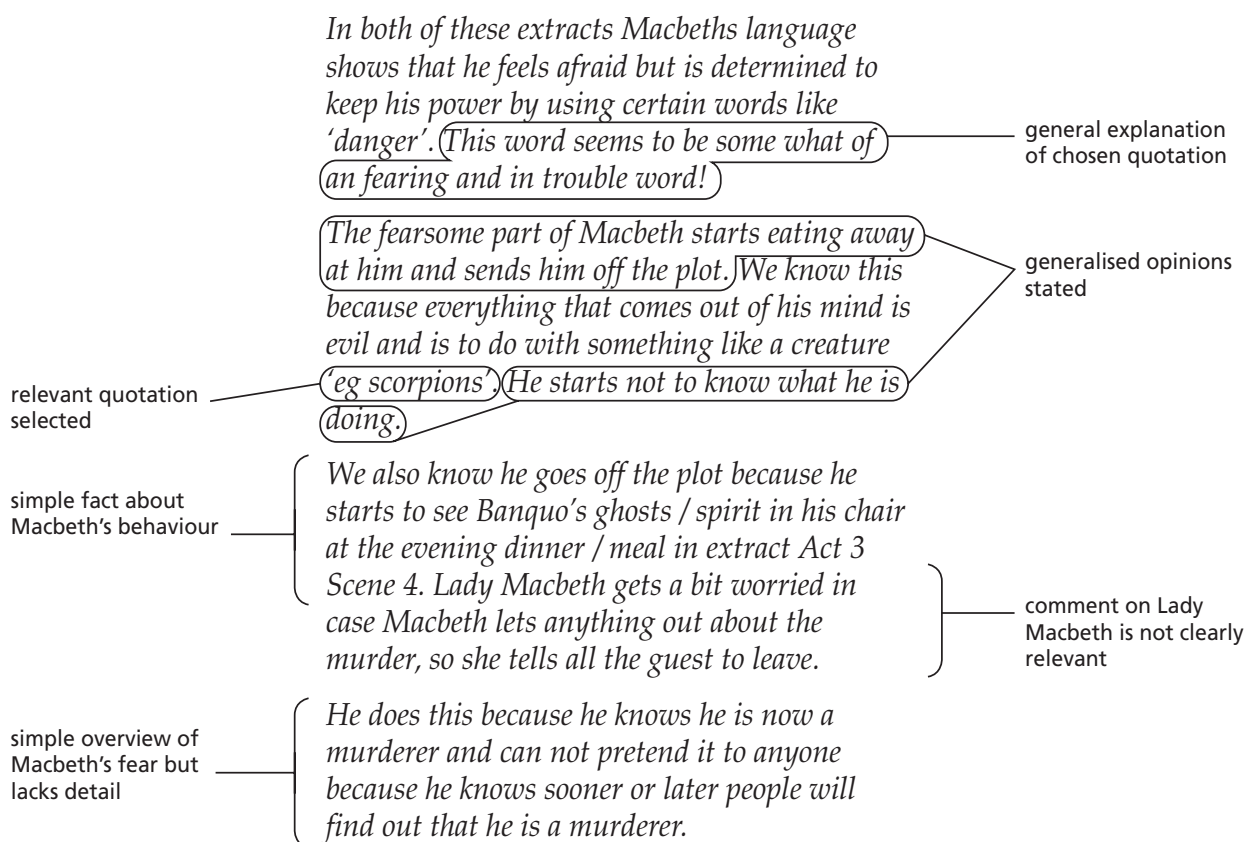 In both of these extracts Macbeths language
shows that he feels afraid but is determined to
keep his power by using certain words like
‘danger’. This word seems to be some what of
an fearing and in trouble word!
general explanation
of chosen quotation
The fearsome part of Macbeth starts eating away
at him and sends him off the plot. We know this
because everything that comes out of his mind is
evil and is to do with something like a creature
‘eg scorpions’. He starts not to know what he is
doing.
generalised opinions
stated
relevant quotation
selected
We also know he goes off the plot because he
starts to see Banquo’s ghosts / spirit in his chair
at the evening dinner / meal in extract Act 3
Scene 4. Lady Macbeth gets a bit worried in
case Macbeth lets anything out about the
murder, so she tells all the guest to leave.
simple fact about
Macbeth’s behaviour
comment on Lady
Macbeth is not clearly
relevant
He does this because he knows he is now a
murderer and can not pretend it to anyone
because he knows sooner or later people will
find out that he is a murderer.
simple overview of
Macbeth’s fear but
lacks detail